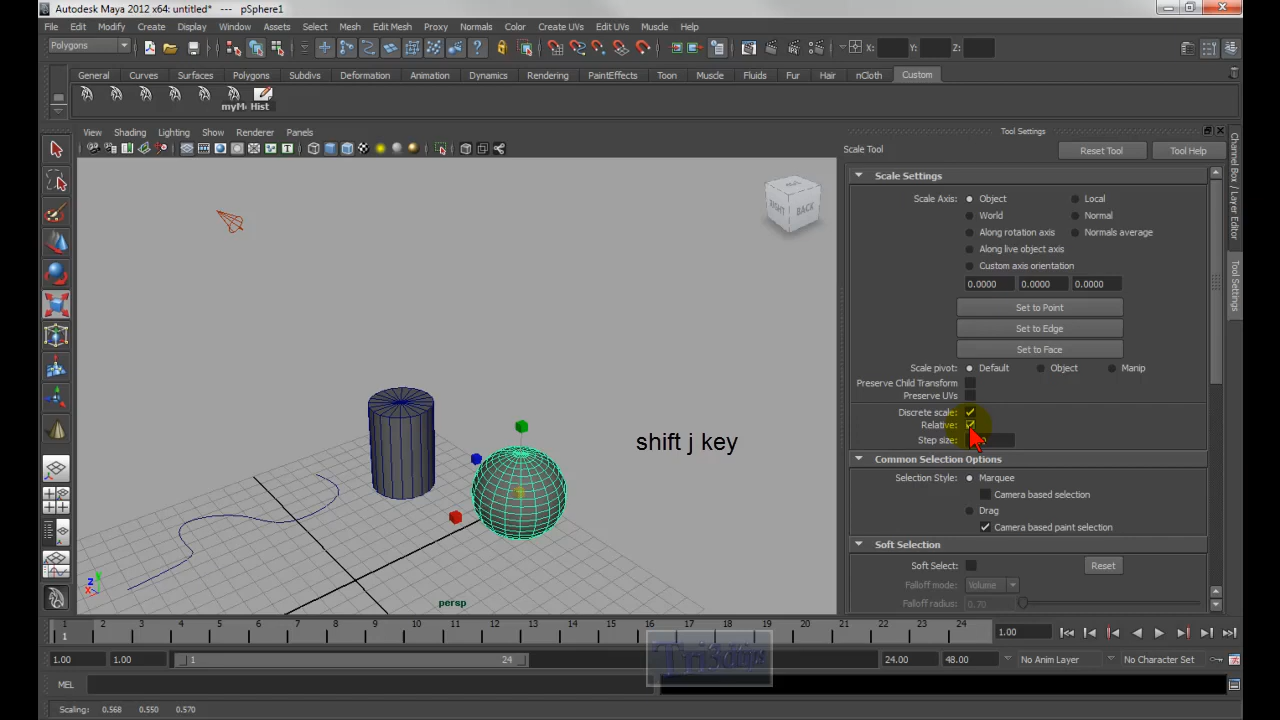 Autodesk Maya 2012 x64: untitled* --- pSphere1
File Edit Modify Create Display Window Assets Select Mesh Edit Mesh Proxy Normals Color Create UVs Edit UVs Muscle Help
Polygons X: Y: Z:
General Curves Surfaces Polygons Subdivs Deformation Animation Dynamics Rendering PaintEffects Toon Muscle Fluids Fur Hair nCloth Custom
myM Hist
View Shading Lighting Show Renderer Panels
Tool Settings
Scale Tool Reset Tool Tool Help
Scale Settings
Scale Axis: Object Local
World Normal
Along rotation axis Normals average
Along live object axis
Custom axis orientation
0.0000 0.0000 0.0000
Set to Point
Set to Edge
Set to Face
Scale pivot: Default Object Manip
Preserve Child Transform
Preserve UVs
Discrete scale:
Relative:
Step size:
Common Selection Options
Selection Style: Marquee
Camera based selection
Drag
Camera based paint selection
Soft Selection
Soft Select: Reset
Falloff mode: Volume
Falloff radius: 0.70
Channel Box / Layer Editor
Tool Settings
RIGHT BACK
shift j key
z y x
persp
1 2 3 4 5 6 7 8 9 10 11 12 13 14 15 16 17 18 19 20 21 22 23 24
1 1.00
1.00 1.00 1 24 24.00 48.00 No Anim Layer No Character Set
MEL
Scaling: 0.568 0.550 0.570